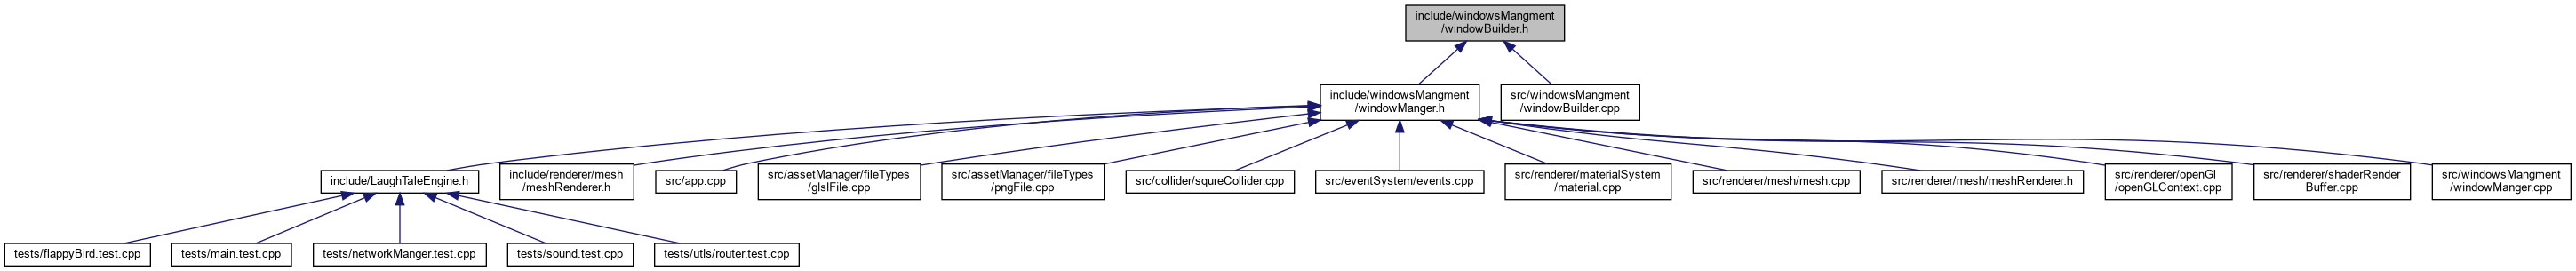 include/windowsMangment
/windowBuilder.h
include/windowsMangment
/windowManger.h
src/windowsMangment
/windowBuilder.cpp
include/LaughTaleEngine.h
include/renderer/mesh
/meshRenderer.h
src/app.cpp
src/assetManager/fileTypes
/glslFile.cpp
src/assetManager/fileTypes
/pngFile.cpp
src/collider/squreCollider.cpp
src/eventSystem/events.cpp
src/renderer/materialSystem
/material.cpp
src/renderer/mesh/mesh.cpp
src/renderer/mesh/meshRenderer.h
src/renderer/openGl
/openGLContext.cpp
src/renderer/shaderRender
Buffer.cpp
src/windowsMangment
/windowManger.cpp
tests/flappyBird.test.cpp
tests/main.test.cpp
tests/networkManger.test.cpp
tests/sound.test.cpp
tests/utls/router.test.cpp